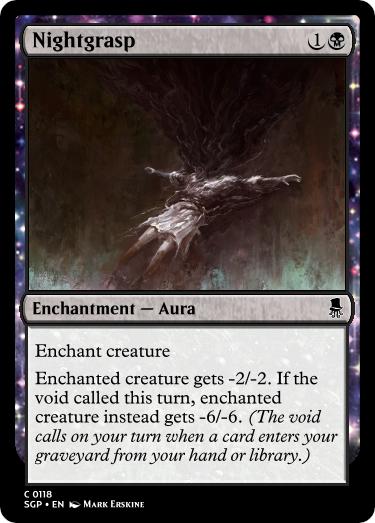 Nightgrasp 1
Enchantment — Aura
Enchant creature
Enchanted creature gets -2/-2. If the
void called this turn, enchanted
creature instead gets -6/-6. (The void
calls on your turn when a card enters your
graveyard from your hand or library.)
C 0118
SGP • EN Mark Erskine